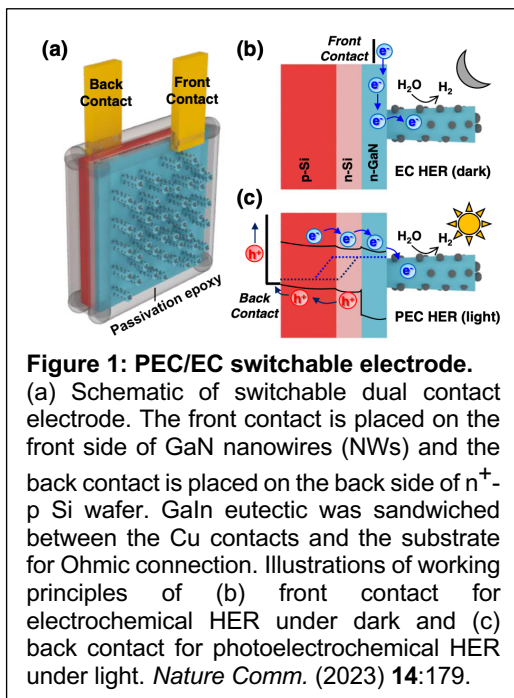 (a)
Back
Contact
Front
Contact
Passivation epoxy
(b)
Front
Contact
e-
e-
e-
e-
H₂O
H₂
p-Si
n-Si
n-GaN
EC HER (dark)
(c)
e-
e-
e-
e-
H₂O
H₂
h+
Back
Contact
h+
h+
PEC HER (light)
Figure 1: PEC/EC switchable electrode.
(a) Schematic of switchable dual contact
electrode. The front contact is placed on the
front side of GaN nanowires (NWs) and the
back contact is placed on the back side of n⁺-
p Si wafer. GaIn eutectic was sandwiched
between the Cu contacts and the substrate
for Ohmic connection. Illustrations of working
principles of (b) front contact for
electrochemical HER under dark and (c)
back contact for photoelectrochemical HER
under light. Nature Comm. (2023) 14:179.